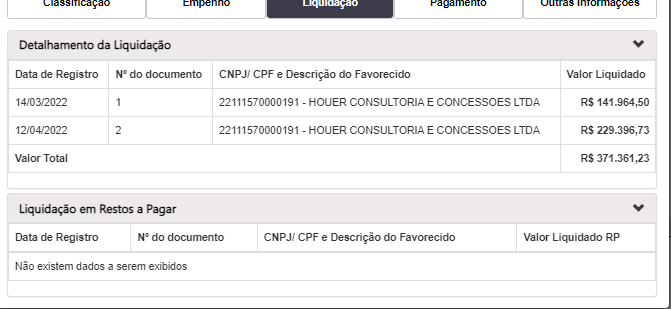 Classificação Empenho Liquidação Pagamento Outras Informações
Detalhamento da Liquidação
Data de Registro Nº do documento CNPJ/ CPF e Descrição do Favorecido Valor Liquidado
14/03/2022 1 22111570000191 - HOUER CONSULTORIA E CONCESSOES LTDA R$ 141.964,50
12/04/2022 2 22111570000191 - HOUER CONSULTORIA E CONCESSOES LTDA R$ 229.396,73
Valor Total R$ 371.361,23
Liquidação em Restos a Pagar
Data de Registro Nº do documento CNPJ/ CPF e Descrição do Favorecido Valor Liquidado RP
Não existem dados a serem exibidos